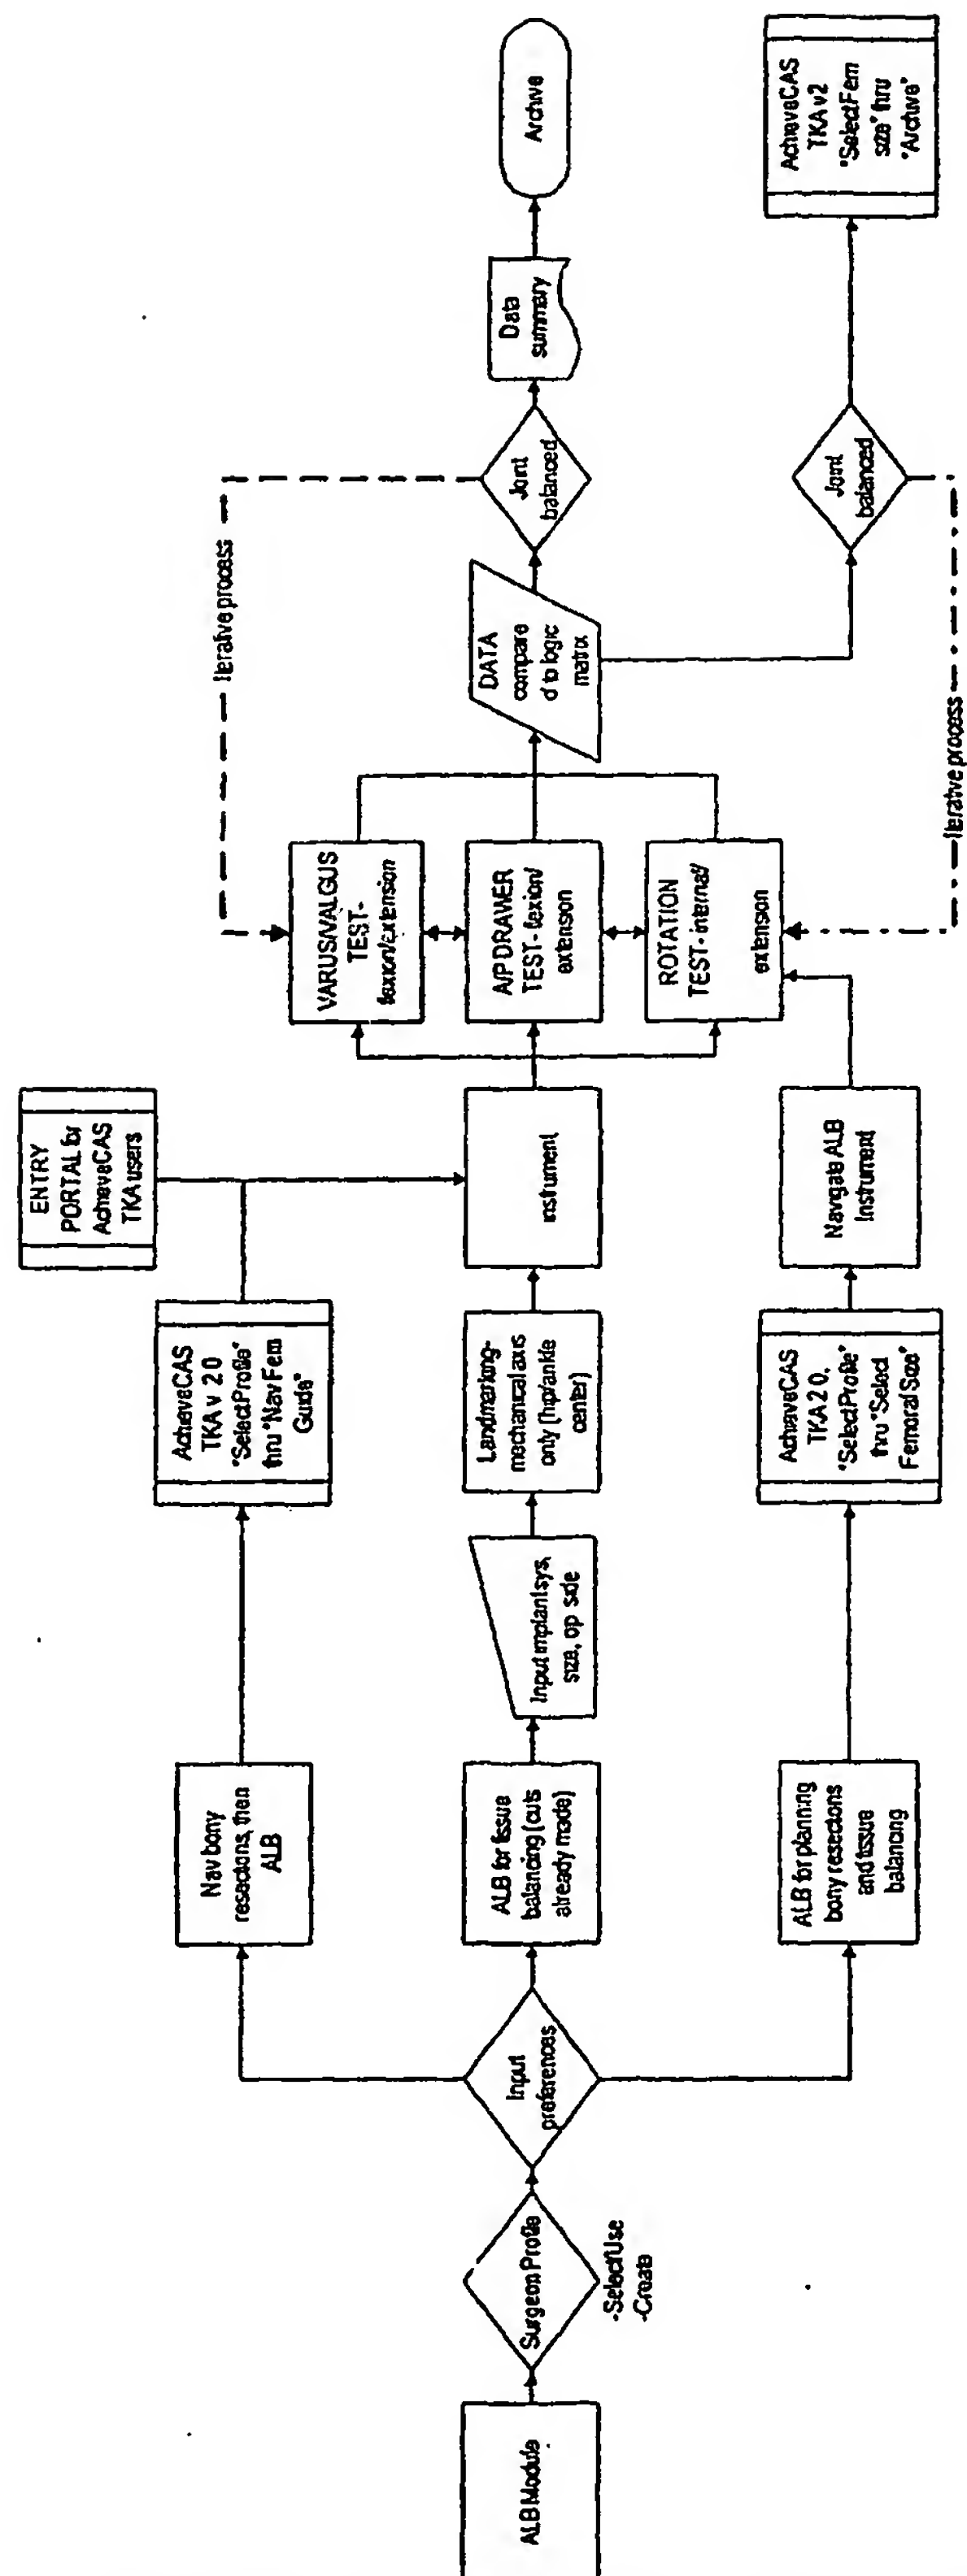 ALB Module
Surgeon Profile
-Select/Use
-Create
Input
preferences
Nav bony
resections, then
ALB
ALB for tissue
balancing (cuts
already made)
ALB for planning
bony resections
and tissue
balancing
AchieveCAS
TKA v 2.0
"Select Profile"
thru "Nav Fem
Guide"
Input implant sys,
size, op side
Landmarking-
mechanical axis
only (hip/ankle
center)
AchieveCAS
TKA 2.0,
"Select Profile"
thru "Select
Femoral Size"
ENTRY
PORTAL for
AchieveCAS
TKA users
instrument
Navigate ALB
Instrument
VARUS/VALGUS
TEST-
flexion/extension
A/P DRAWER
TEST- flexion/
extension
ROTATION
TEST- internal/
extension
Iterative process
DATA
compare
d to logic
matrix
Iterative process
Joint
balanced
Joint
balanced
Data
summary
Archive
AchieveCAS
TKA v2
"Select Fem
size" thru
"Archive"